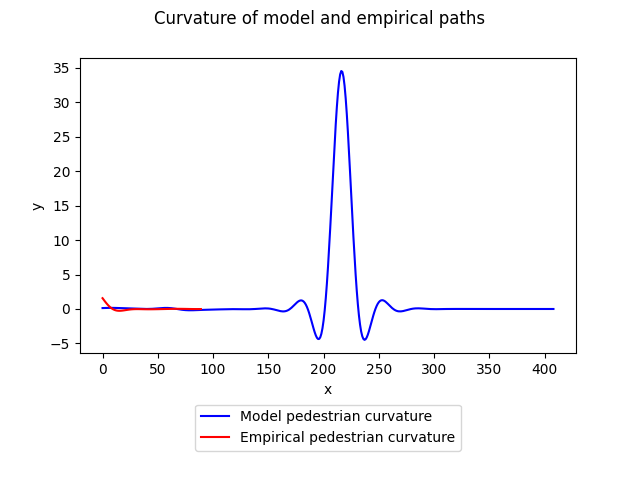 Curvature of model and empirical paths
35
30
25
20
15
10
5
0
−5
y
0 50 100 150 200 250 300 350 400
x
Model pedestrian curvature
Empirical pedestrian curvature